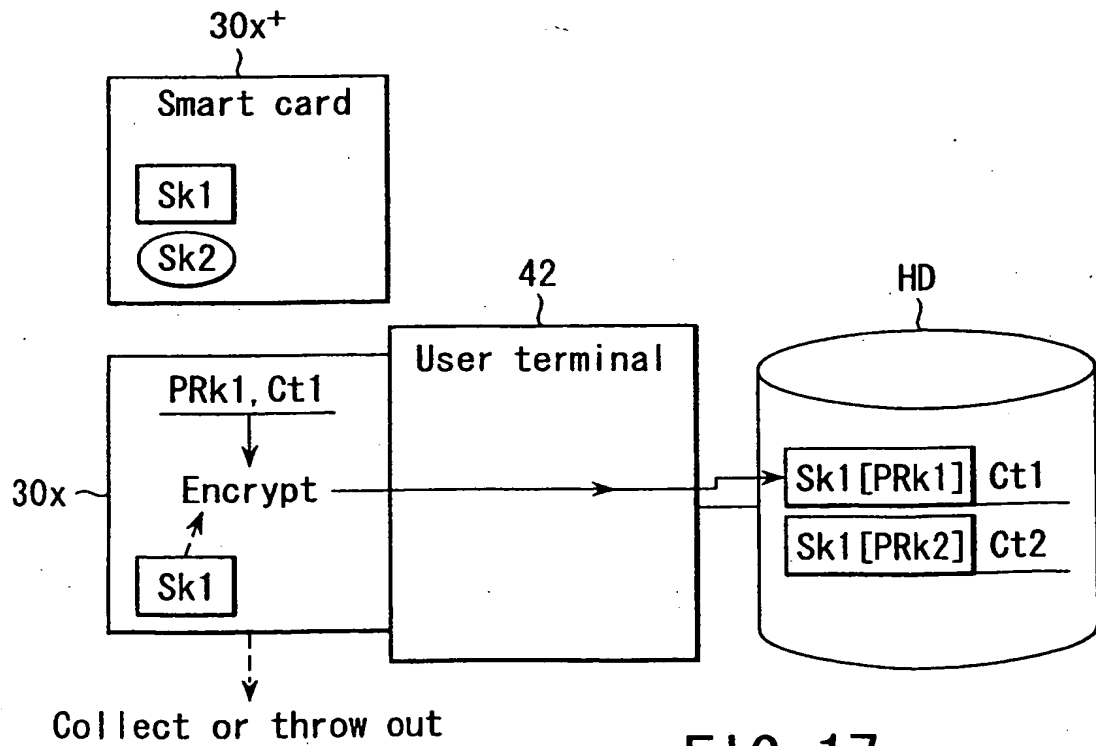 30x+
Smart card
Sk1
Sk2
42
HD
User terminal
PRk1, Ct1
30x
Encrypt
Sk1[PRk1] Ct1
Sk1[PRk2] Ct2
Sk1
Collect or throw out
FIG. 17